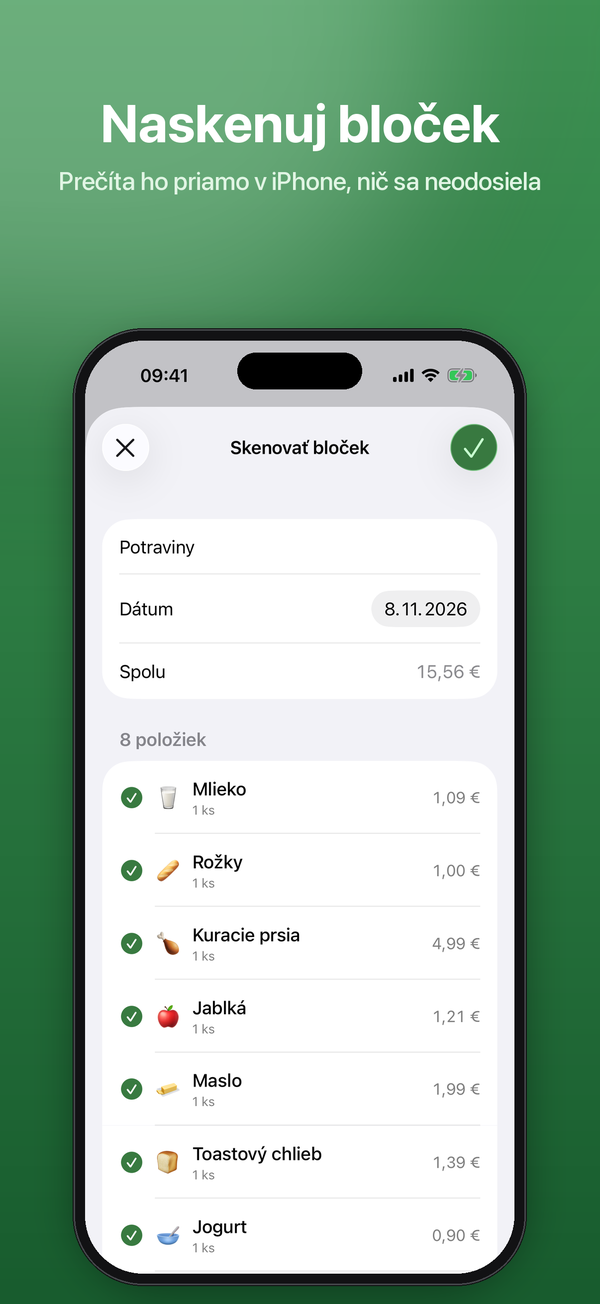 Naskenuj bloček
Prečíta ho priamo v iPhone, nič sa neodosiela
09:41
Skenovať bloček
Potraviny
Dátum
8. 11. 2026
Spolu
15,56 €
8 položiek
Mlieko
1,09 €
1 ks
Rožky
1,00 €
1 ks
Kuracie prsia
4,99 €
1 ks
Jablká
1,21 €
1 ks
Maslo
1,99 €
1 ks
Toastový chlieb
1,39 €
1 ks
Jogurt
0,90 €
1 ks